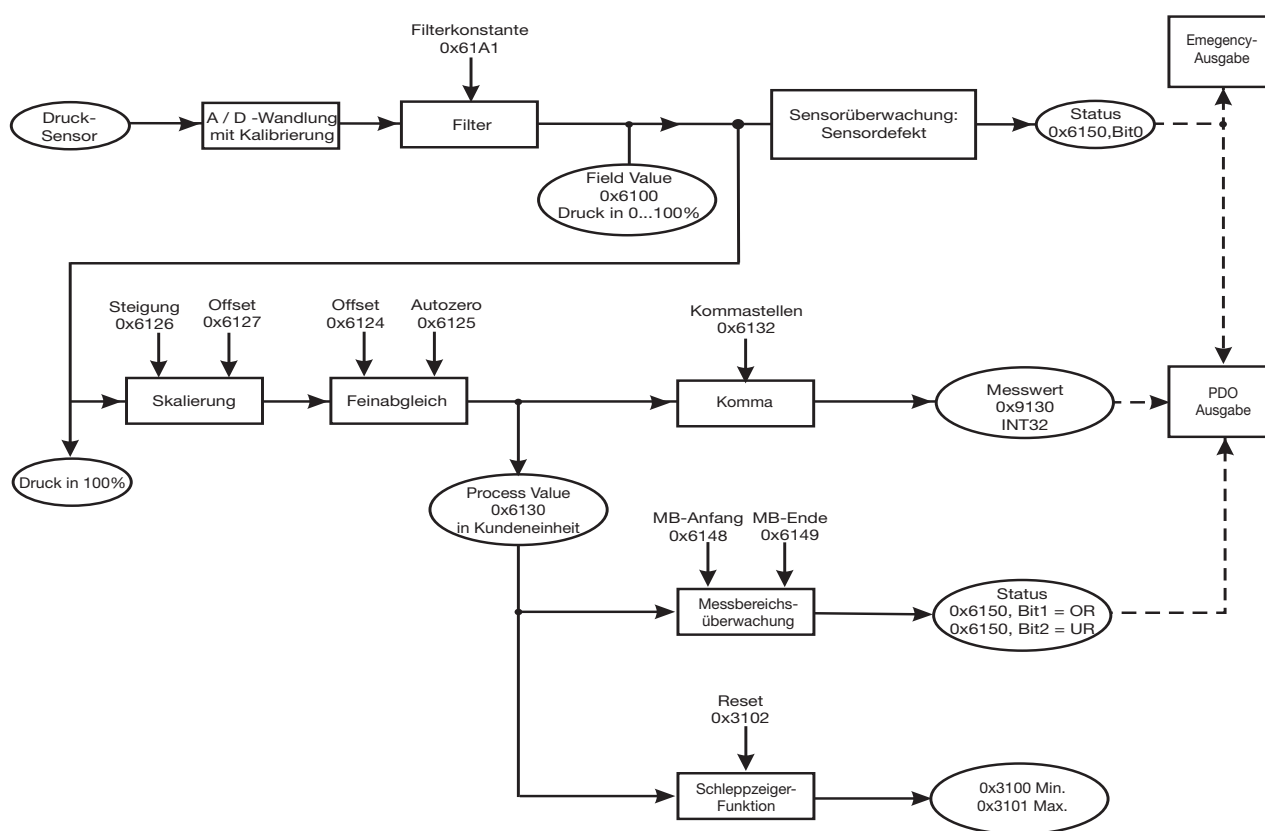 Filterkonstante
0x61A1
Emegency-
Ausgabe
Druck-
Sensor
A / D -Wandlung
mit Kalibrierung
Filter
Sensorüberwachung:
Sensordefekt
Status
0x6150,Bit0
Field Value
0x6100
Druck in 0...100%
Steigung
0x6126
Offset
0x6127
Offset
0x6124
Autozero
0x6125
Kommastellen
0x6132
Skalierung
Feinabgleich
Komma
Messwert
0x9130
INT32
PDO
Ausgabe
Druck in 100%
Process Value
0x6130
in Kundeneinheit
MB-Anfang
0x6148
MB-Ende
0x6149
Messbereichs-
überwachung
Status
0x6150, Bit1 = OR
0x6150, Bit2 = UR
Reset
0x3102
Schleppzeiger-
Funktion
0x3100 Min.
0x3101 Max.